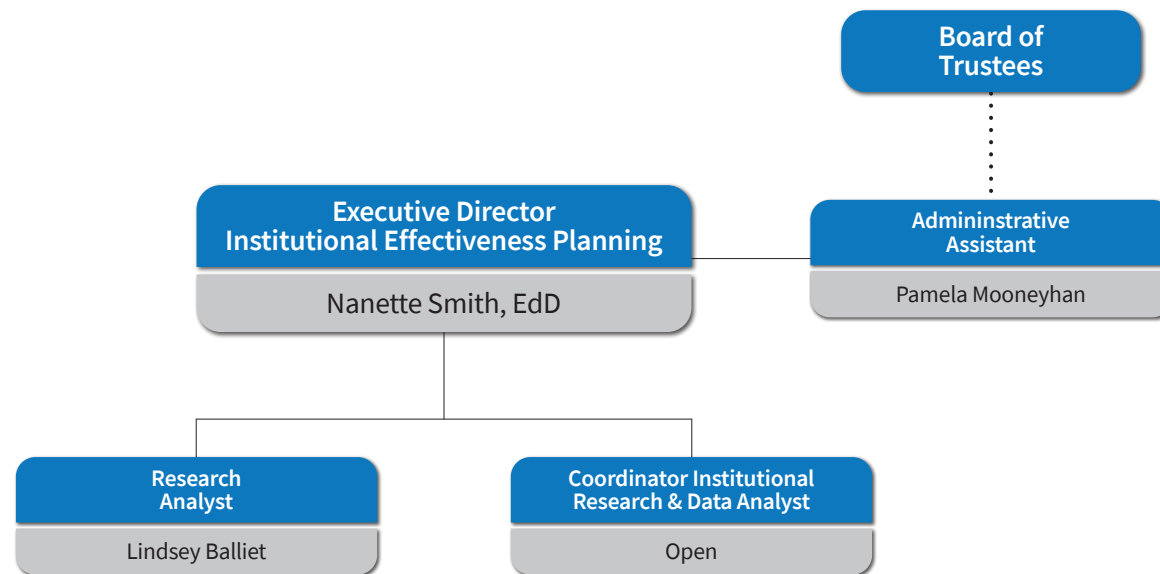 Board of
Trustees
Executive Director
Institutional Effectiveness Planning
Nanette Smith, EdD
Admininstrative
Assistant
Pamela Mooneyhan
Research
Analyst
Lindsey Balliet
Coordinator Institutional
Research & Data Analyst
Open